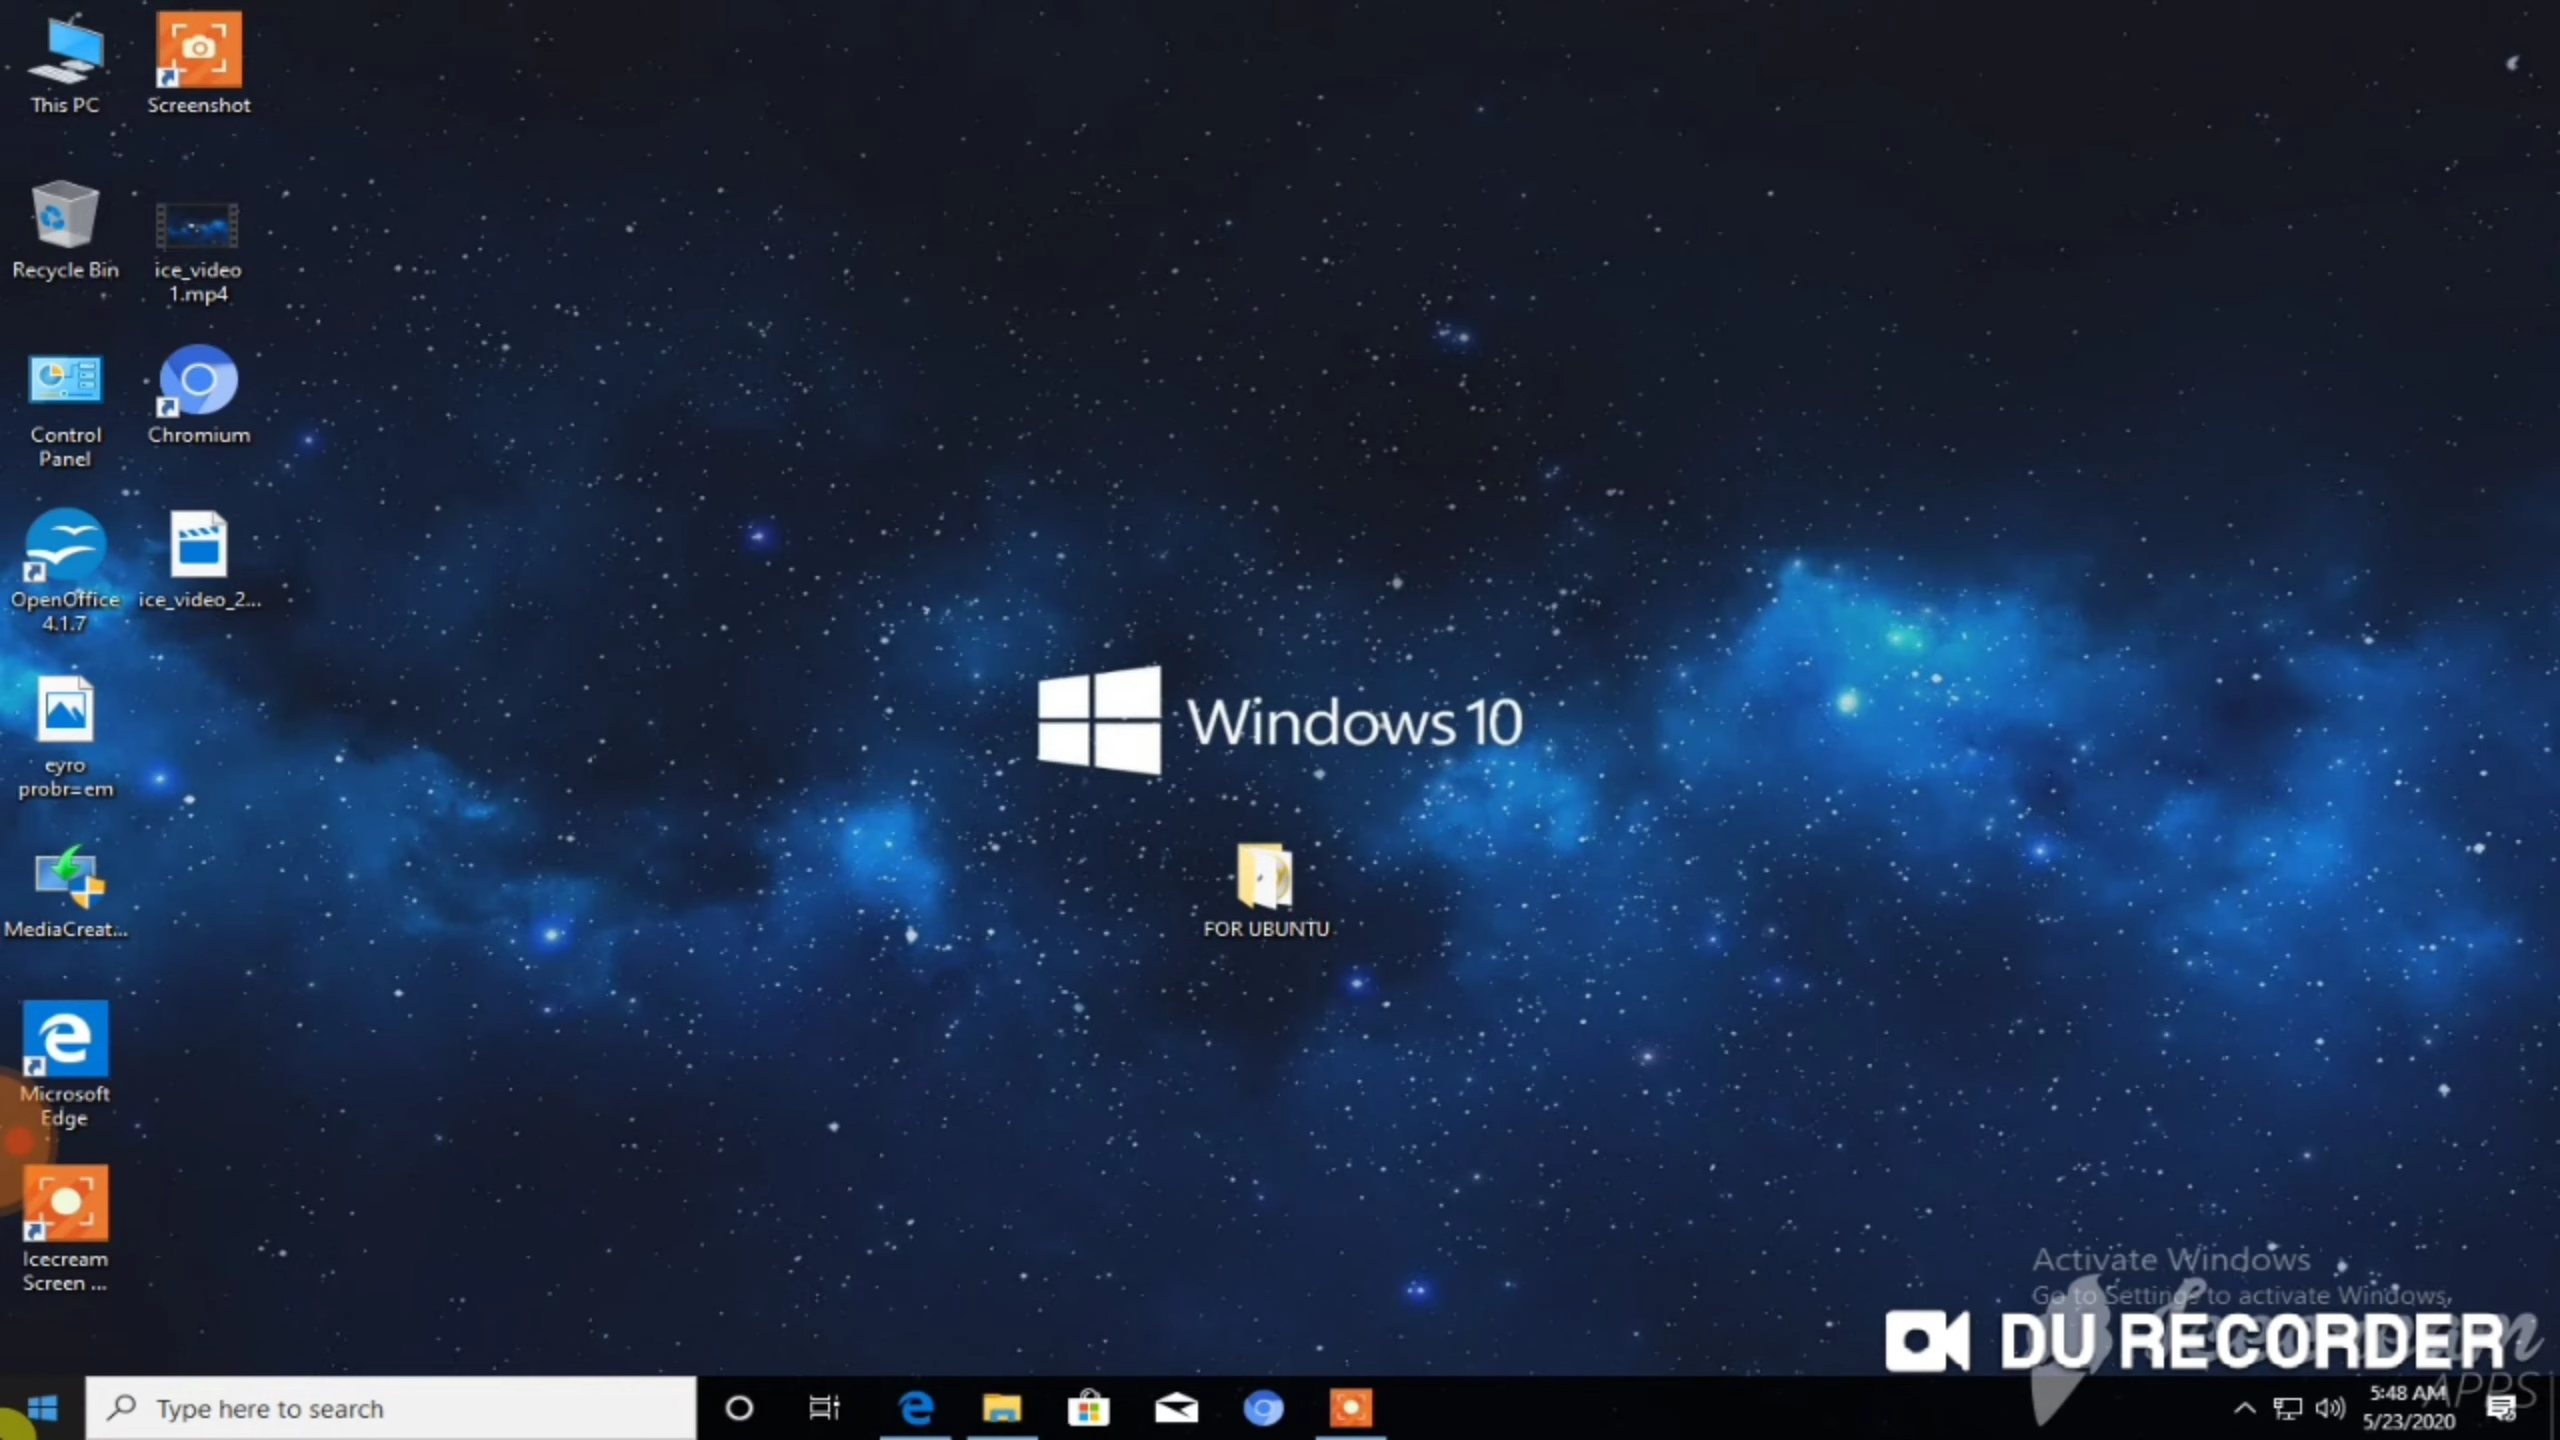 This PC
Screenshot
Recycle Bin
ice_video
1.mp4
Control
Panel
Chromium
OpenOffice
4.1.7
ice_video_2...
eyro
probr=em
MediaCreat...
Microsoft
Edge
Icecream
Screen ...
Windows 10
FOR UBUNTU
Activate Windows
Go to Settings to activate Windows.
DU RECORDER
Icecream
APPS
Type here to search
5:48 AM
5/23/2020